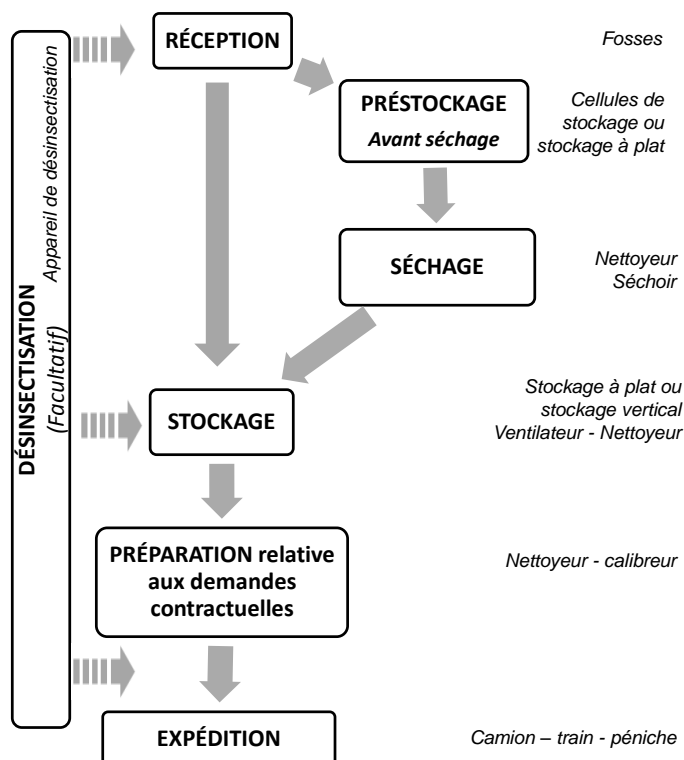 RÉCEPTION
Fosses
PRÉSTOCKAGE
Avant séchage
Cellules de
stockage ou
stockage à plat
SÉCHAGE
Nettoyeur
Séchoir
DÉSINSECTISATION
(Facultatif)
Appareil de désinsectisation
STOCKAGE
Stockage à plat ou
stockage vertical
Ventilateur - Nettoyeur
PRÉPARATION relative
aux demandes
contractuelles
Nettoyeur - calibreur
EXPÉDITION
Camion – train - péniche